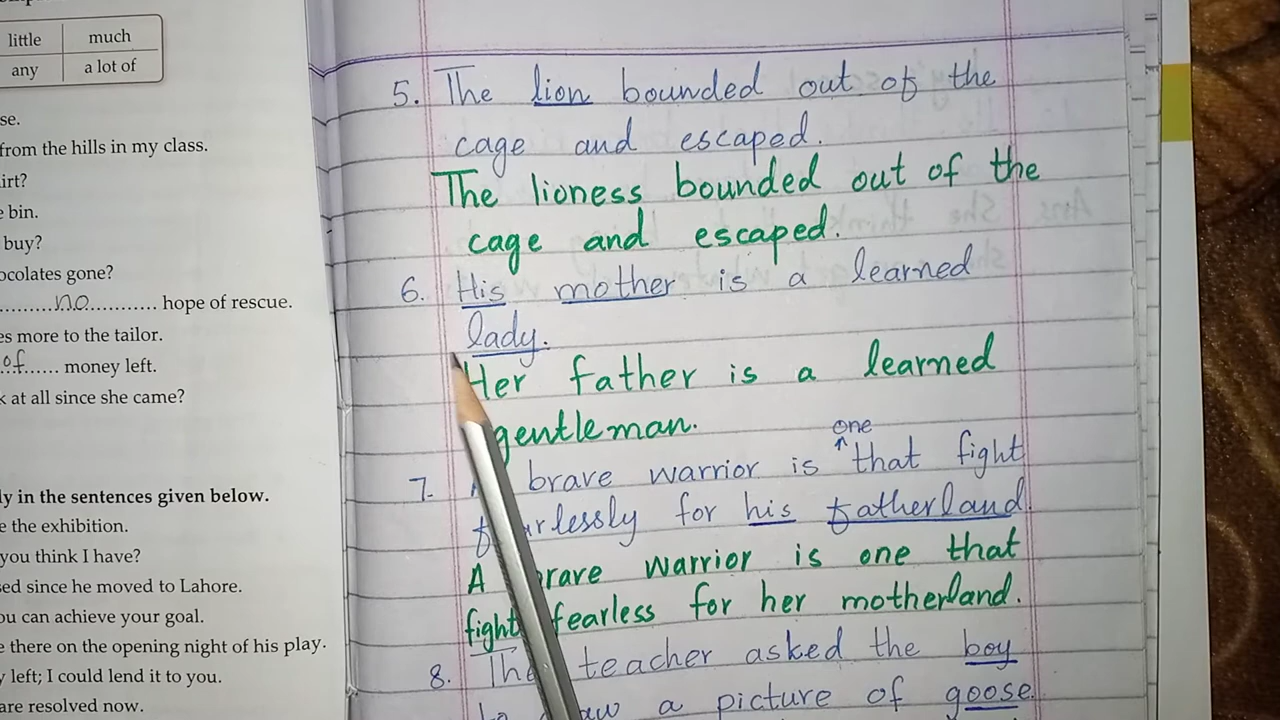 little much
any a lot of
se.
from the hills in my class.
irt?
e bin.
buy?
ocolates gone?
no hope of rescue.
es more to the tailor.
of money left.
k at all since she came?
ly in the sentences given below.
e the exhibition.
you think I have?
sed since he moved to Lahore.
ou can achieve your goal.
e there on the opening night of his play.
y left; I could lend it to you.
are resolved now.
5. The lion bounded out of the
cage and escaped.
The lioness bounded out of the
cage and escaped.
6. His mother is a learned
lady.
Her father is a learned
gentleman.
one
7. brave warrior is that fight
rlessly for his fatherland.
A brave warrior is one that
fight fearless for her motherland.
8. The teacher asked the boy
a picture of goose